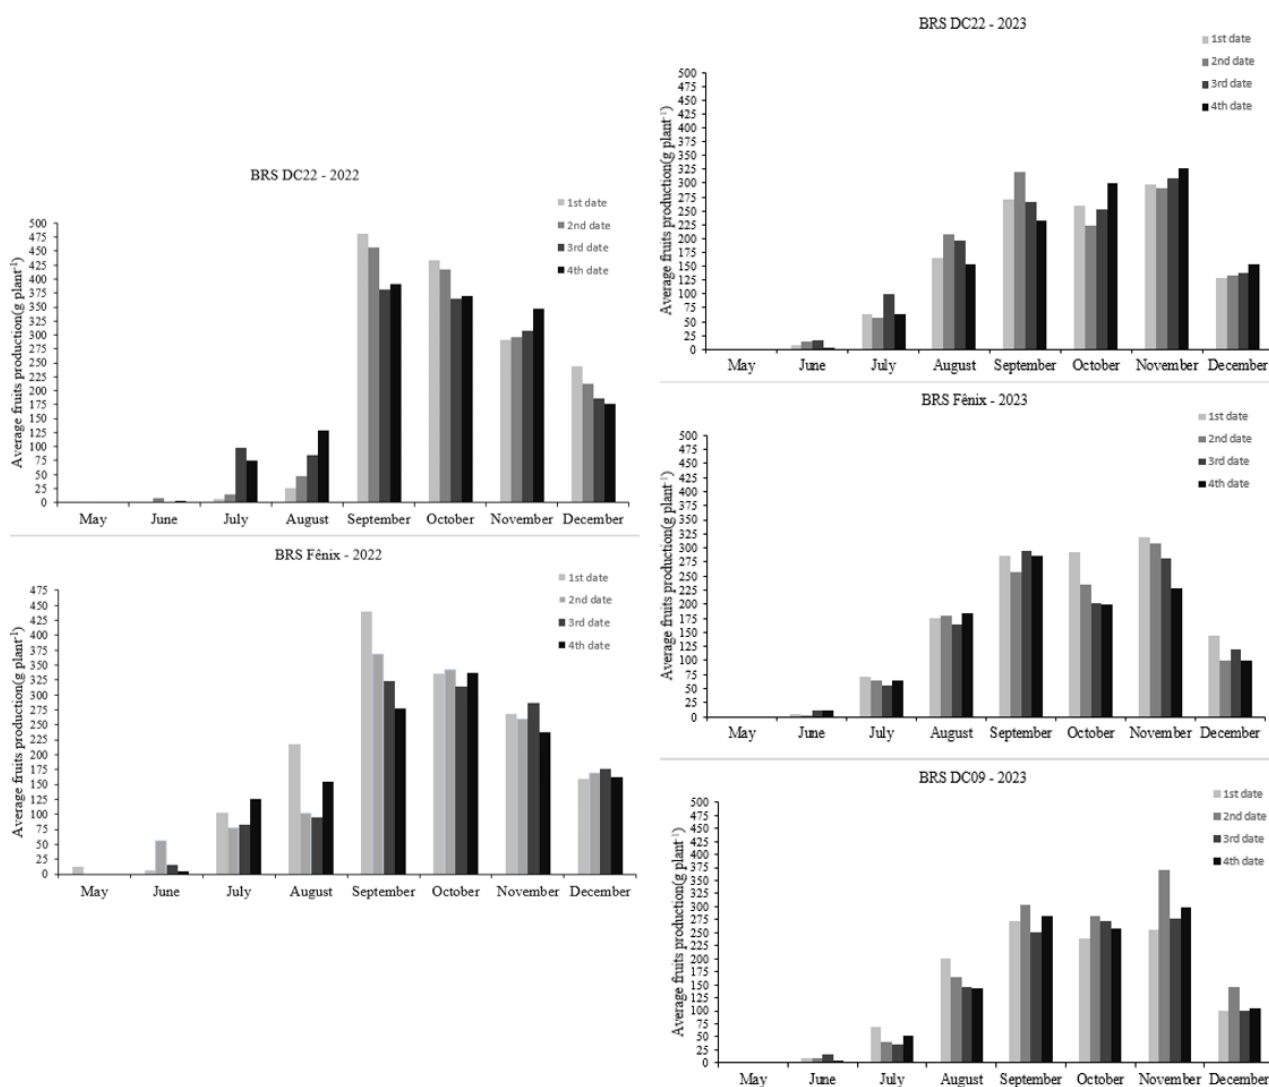 BRS DC22 - 2022
1st date
2nd date
3rd date
4th date
Average fruits production(g plant⁻¹)
500
475
450
425
400
375
350
325
300
275
250
225
200
175
150
125
100
75
50
25
0
May June July August September October November December
BRS Fênix - 2022
1st date
2nd date
3rd date
4th date
Average fruits production(g plant⁻¹)
475
450
425
400
375
350
325
300
275
250
225
200
175
150
125
100
75
50
25
0
May June July August September October November December
BRS DC22 - 2023
1st date
2nd date
3rd date
4th date
Average fruits production(g plant⁻¹)
500
475
450
425
400
375
350
325
300
275
250
225
200
175
150
125
100
75
50
25
0
May June July August September October November December
BRS Fênix - 2023
1st date
2nd date
3rd date
4th date
Average fruits production(g plant⁻¹)
500
475
450
425
400
375
350
325
300
275
250
225
200
175
150
125
100
75
50
25
0
May June July August September October November December
BRS DC09 - 2023
1st date
2nd date
3rd date
4th date
Average fruits production(g plant⁻¹)
500
475
450
425
400
375
350
325
300
275
250
225
200
175
150
125
100
75
50
25
0
May June July August September October November December